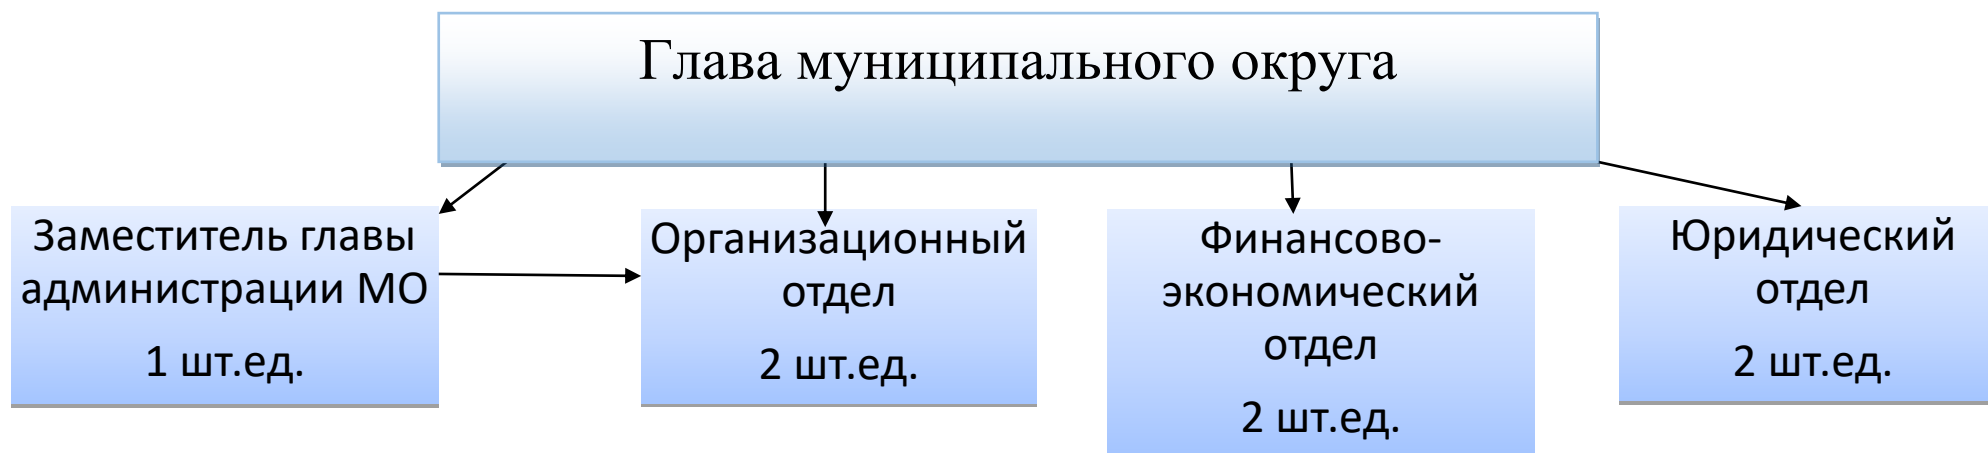 Глава муниципального округа
Заместитель главы
администрации МО
1 шт.ед.
Организационный
отдел
2 шт.ед.
Финансово-
экономический
отдел
2 шт.ед.
Юридический
отдел
2 шт.ед.